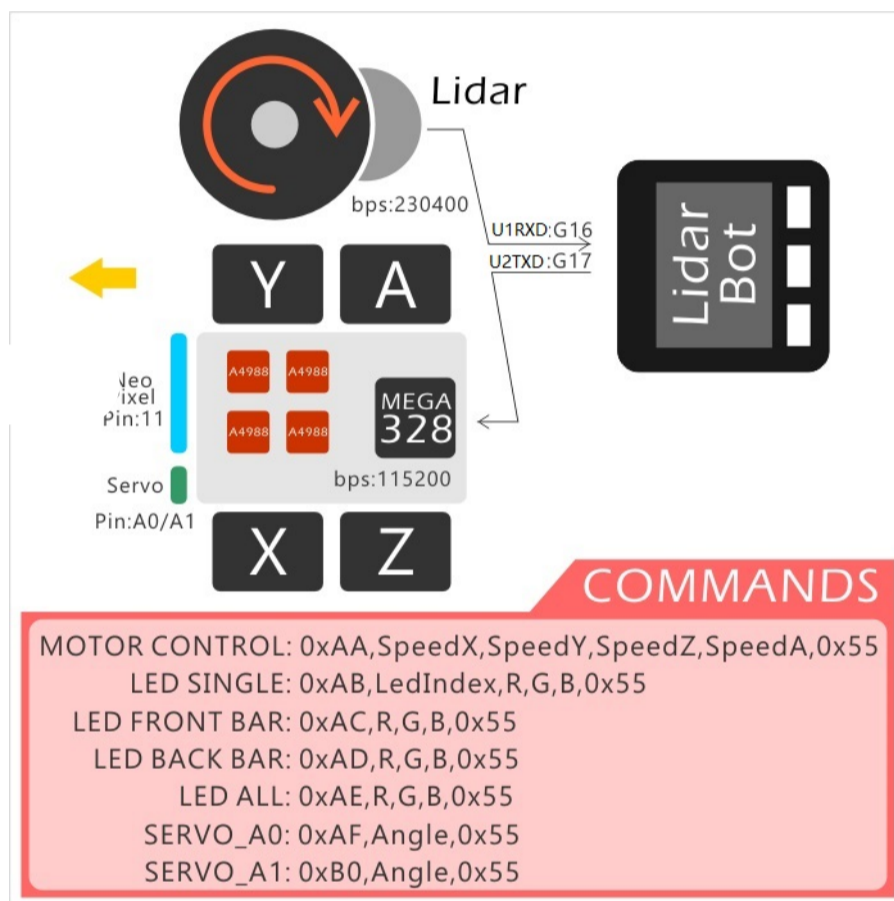 Lidar
bps:230400
U1RXD:G16
U2TXD:G17
Lidar
Bot
Y
A
A4988
A4988
A4988
A4988
MEGA
328
bps:115200
Pin:11
Servo
Pin:A0/A1
X
Z
COMMANDS
MOTOR CONTROL: 0xAA,SpeedX,SpeedY,SpeedZ,SpeedA,0x55
LED SINGLE: 0xAB,LedIndex,R,G,B,0x55
LED FRONT BAR: 0xAC,R,G,B,0x55
LED BACK BAR: 0xAD,R,G,B,0x55
LED ALL: 0xAE,R,G,B,0x55
SERVO_A0: 0xAF,Angle,0x55
SERVO_A1: 0xB0,Angle,0x55